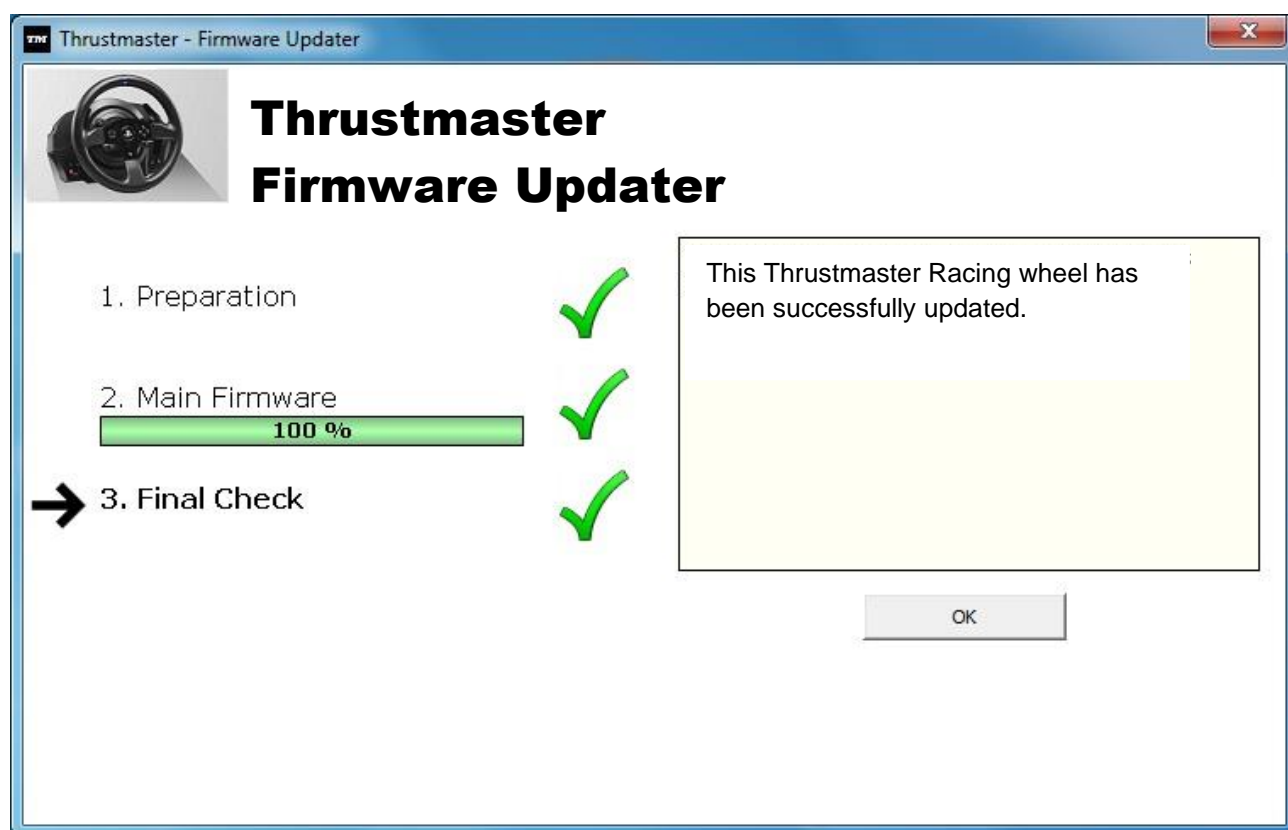 TM Thrustmaster - Firmware Updater
x
Thrustmaster
Firmware Updater
1. Preparation
2. Main Firmware
100 %
3. Final Check
This Thrustmaster Racing wheel has
been successfully updated.
OK